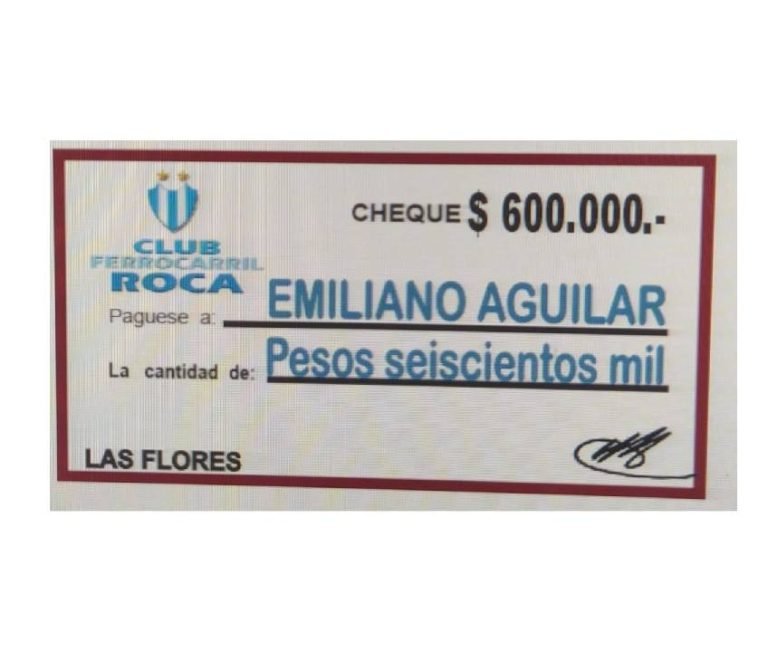 CHEQUE $ 600.000.-
CLUB
FERROCARRIL
ROCA
Paguese a: EMILIANO AGUILAR
La cantidad de: Pesos seiscientos mil
LAS FLORES